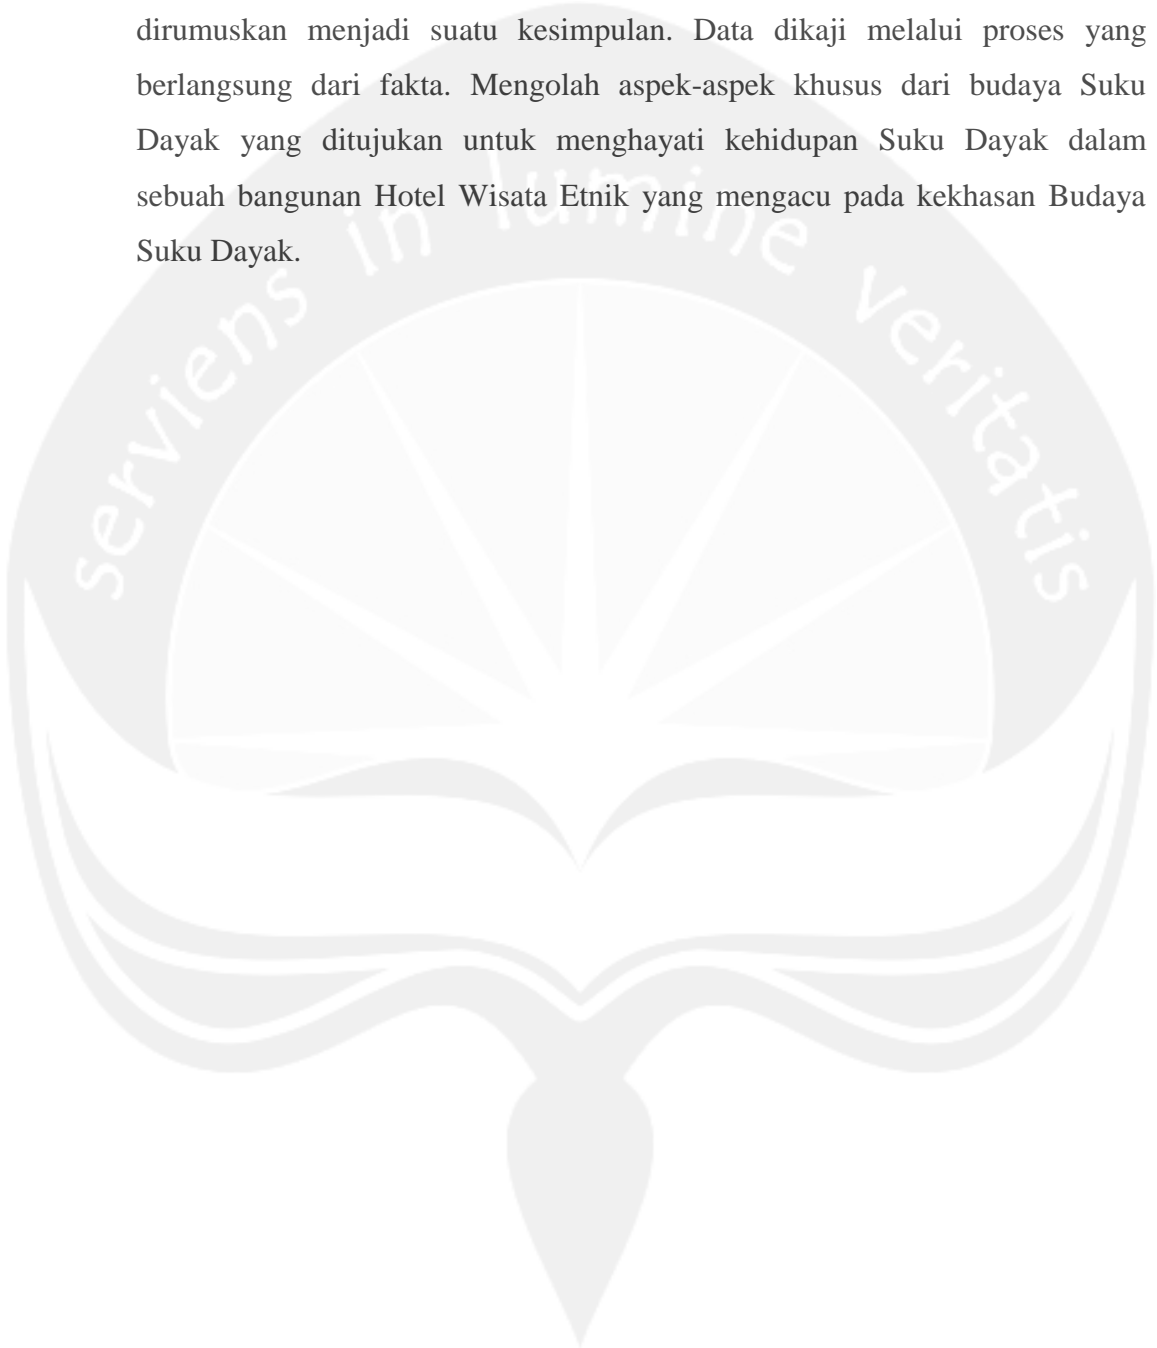 dirumuskan menjadi suatu kesimpulan. Data dikaji melalui proses yang
berlangsung dari fakta. Mengolah aspek-aspek khusus dari budaya Suku
Dayak yang ditujukan untuk menghayati kehidupan Suku Dayak dalam
sebuah bangunan Hotel Wisata Etnik yang mengacu pada kekhasan Budaya
Suku Dayak.
serviens in lumine veritatis